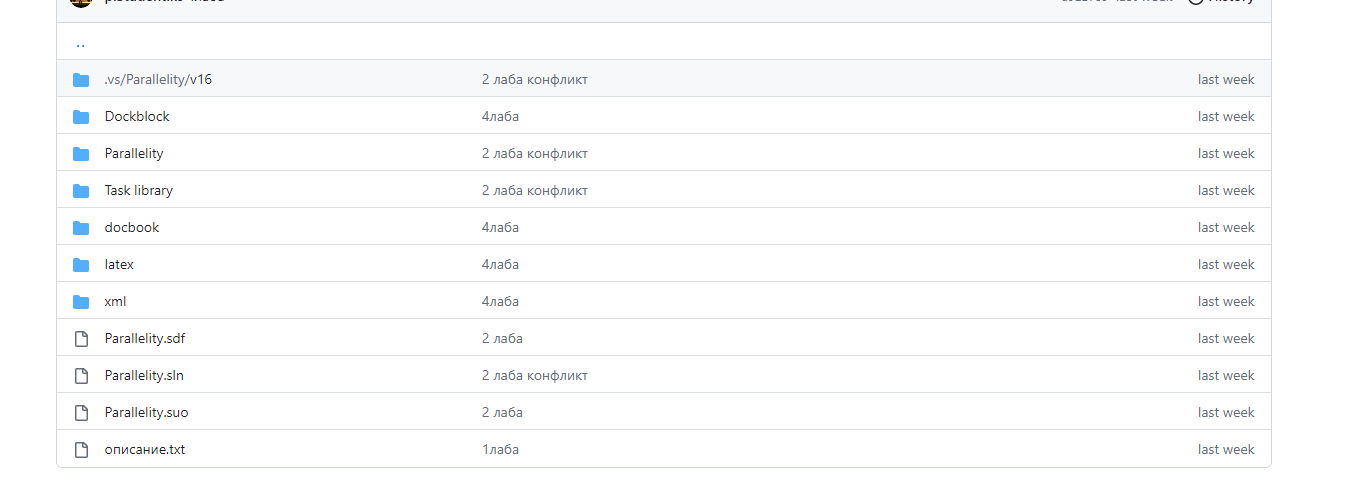 History
..
.vs/Parallelity/v16 2 лаба конфликт last week
Dockblock 4лаба last week
Parallelity 2 лаба конфликт last week
Task library 2 лаба конфликт last week
docbook 4лаба last week
latex 4лаба last week
xml 4лаба last week
Parallelity.sdf 2 лаба last week
Parallelity.sln 2 лаба конфликт last week
Parallelity.suo 2 лаба last week
описание.txt 1лаба last week